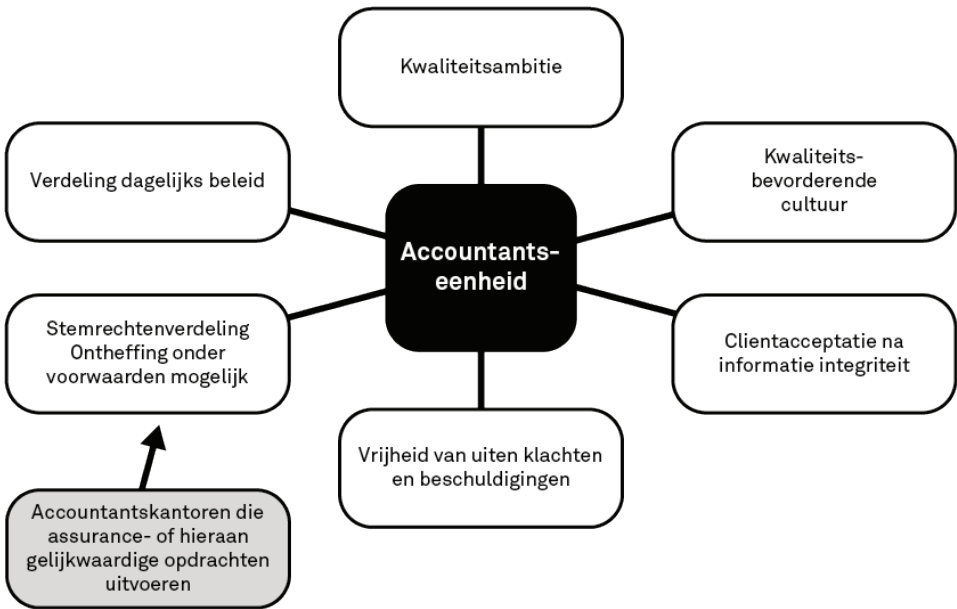 Kwaliteitsambitie
Verdeling dagelijks beleid
Kwaliteits-
bevorderende
cultuur
Accountants-
eenheid
Stemrechtenverdeling
Ontheffing onder
voorwaarden mogelijk
Clientacceptatie na
informatie integriteit
Vrijheid van uiten klachten
en beschuldigingen
Accountantskantoren die
assurance- of hieraan
gelijkwaardige opdrachten
uitvoeren